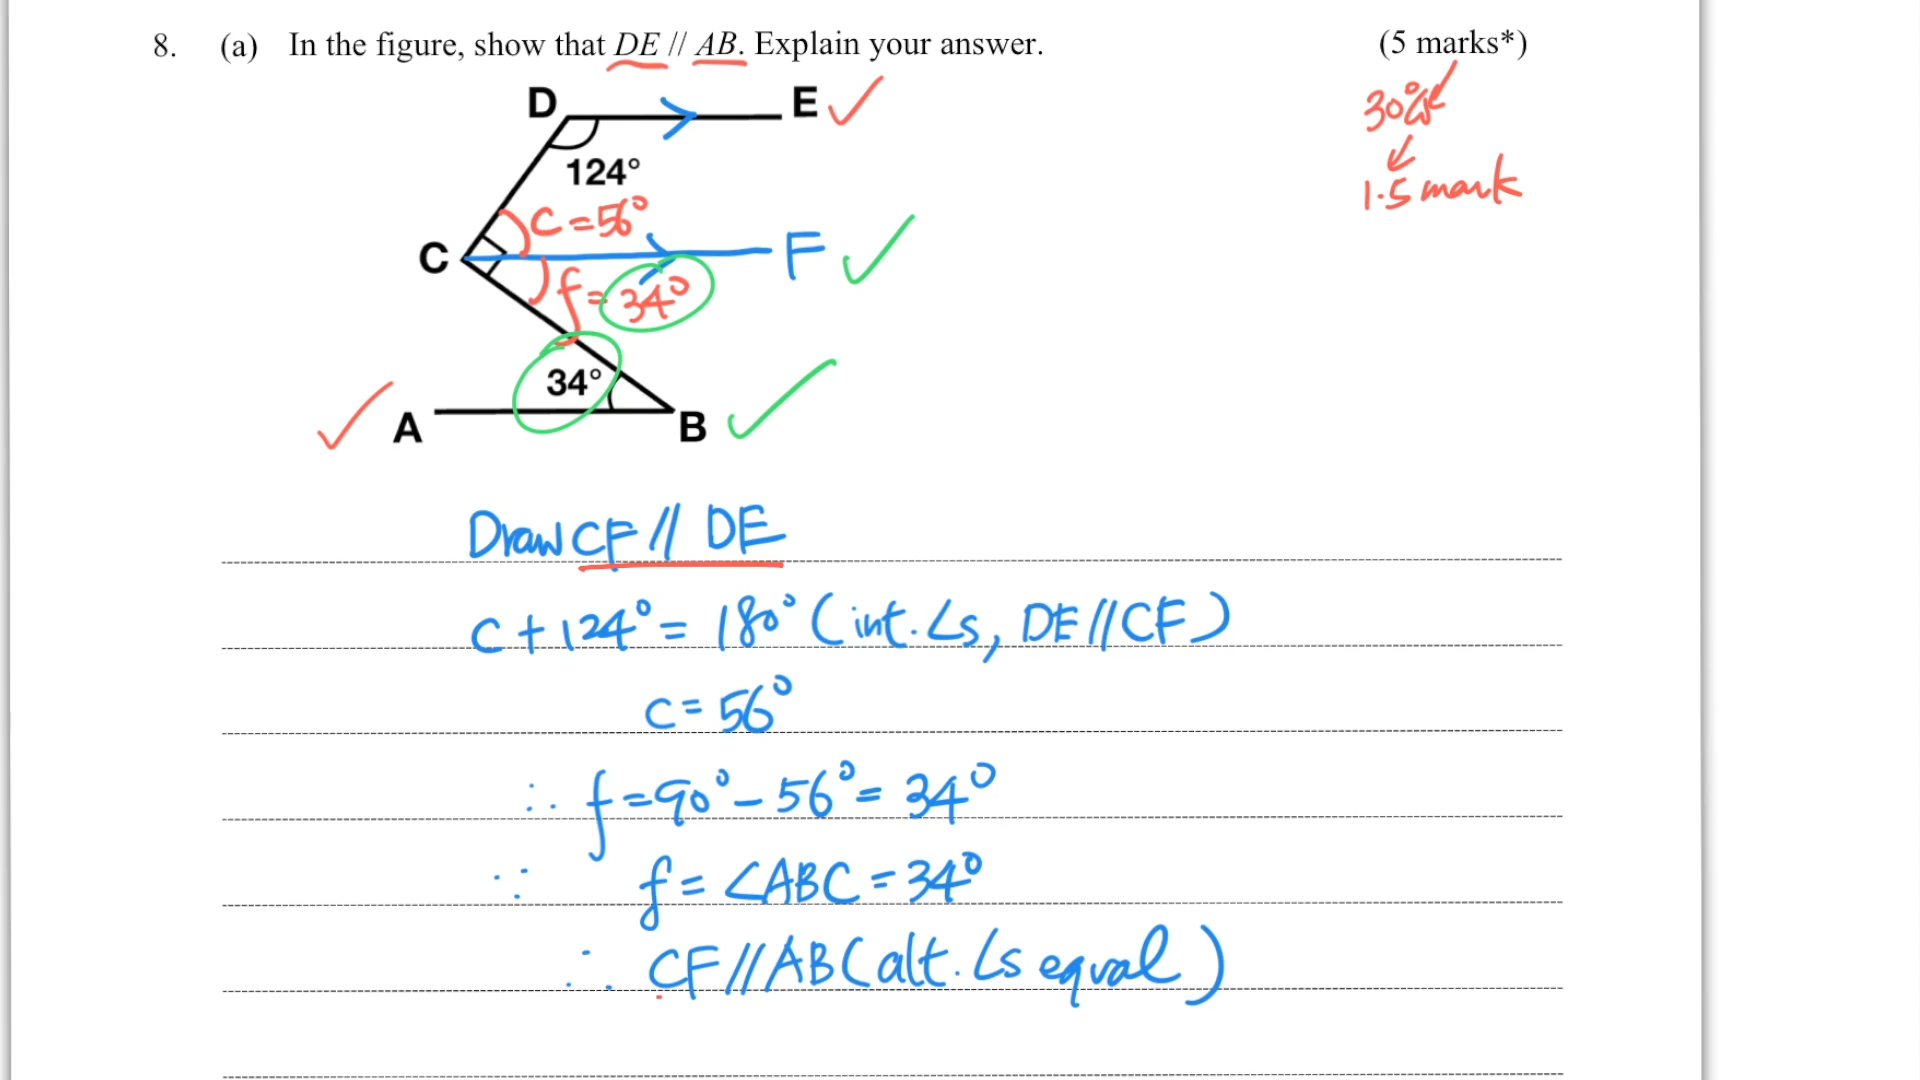 8. (a) In the figure, show that DE // AB. Explain your answer. (5 marks*)
30%
1.5 mark
D E
124°
c = 56°
C F
f = 34°
34°
A B
Draw CF // DE
c + 124° = 180° (int. ∠s, DE // CF)
c = 56°
∴ f = 90° – 56° = 34°
∵ f = ∠ABC = 34°
∴ CF // AB (alt. ∠s equal)